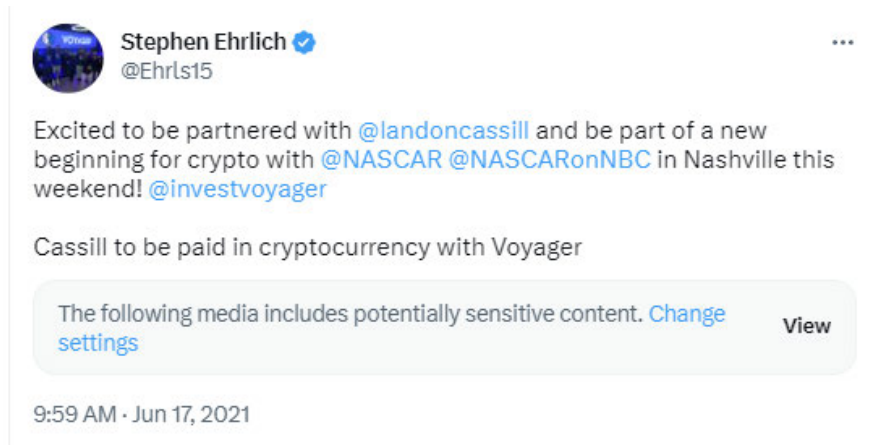 Stephen Ehrlich
@Ehrls15
Excited to be partnered with @landoncassill and be part of a new
beginning for crypto with @NASCAR @NASCARonNBC in Nashville this
weekend! @investvoyager
Cassill to be paid in cryptocurrency with Voyager
The following media includes potentially sensitive content. Change
settings
View
9:59 AM · Jun 17, 2021